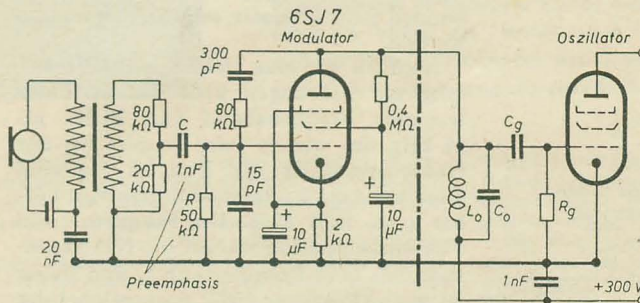 6SJ7
Modulator
Oszillator
300
pF
80
kΩ
80
kΩ
0,4
MΩ
C
1nF
20
kΩ
R
50
kΩ
15
pF
+
10
µF
2
kΩ
+
10
µF
Cg
Lo
Co
Rg
20
nF
Preemphasis
1nF
+300 V